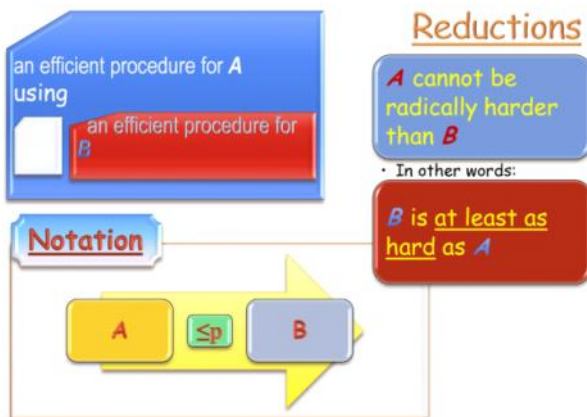 Reductions
an efficient procedure for A
using
an efficient procedure for
B
A cannot be
radically harder
than B
• In other words:
B is at least as
hard as A
Notation
A ≤p B